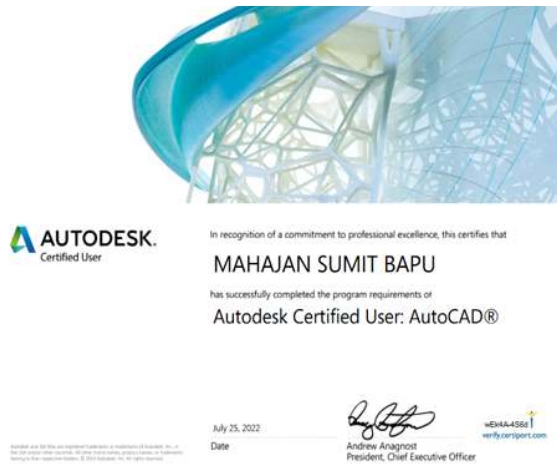 AUTODESK.
Certified User
In recognition of a commitment to professional excellence, this certifies that
MAHAJAN SUMIT BAPU
has successfully completed the program requirements of
Autodesk Certified User: AutoCAD®
July 25, 2022
Date
Andrew Anagnost
President, Chief Executive Officer
wEkt4A-4S6d
verify.certiport.com